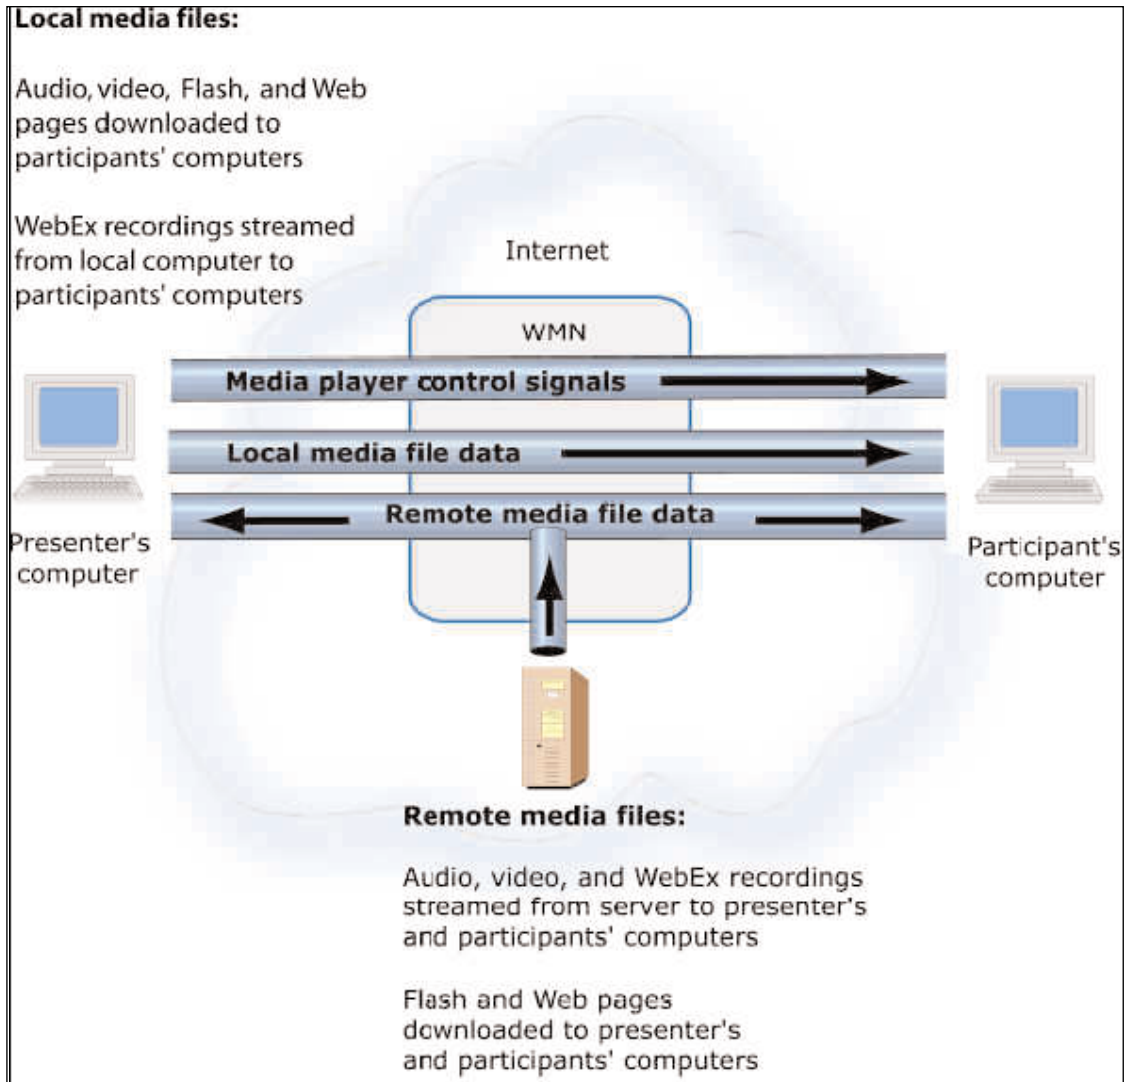 Local media files:
Audio, video, Flash, and Web
pages downloaded to
participants' computers
WebEx recordings streamed
from local computer to
participants' computers
Internet
WMN
Media player control signals
Local media file data
Remote media file data
Presenter's
computer
Participant's
computer
Remote media files:
Audio, video, and WebEx recordings
streamed from server to presenter's
and participants' computers
Flash and Web pages
downloaded to presenter's
and participants' computers